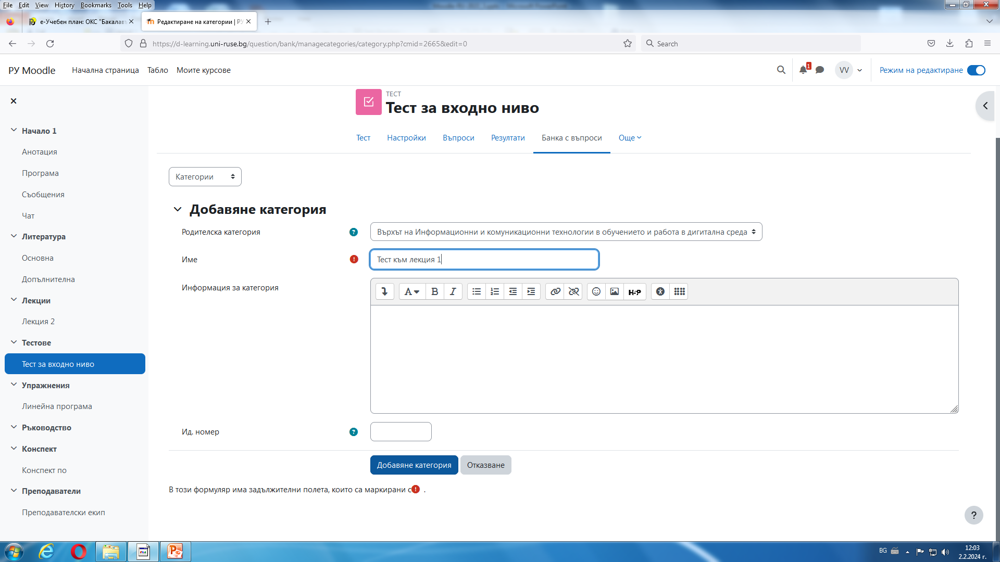 File Edit View History Bookmarks Tools Help
е-Учебен план: ОКС "Бакалавъ
Редактиране на категории | РУ
https://d-learning.uni-ruse.bg/question/bank/managecategories/category.php?cmid=2665&edit=0
Search
РУ Moodle Начална страница Табло Моите курсове
1 VV Режим на редактиране
Начало 1
Анотация
Програма
Съобщения
Чат
Литература
Основна
Допълнителна
Лекции
Лекция 2
Тестове
Тест за входно ниво
Упражнения
Линейна програма
Ръководство
Конспект
Конспект по
Преподаватели
Преподавателски екип
ТЕСТ
Тест за входно ниво
Тест Настройки Въпроси Резултати Банка с въпроси Още
Категории
Добавяне категория
Родителска категория ? Върхът на Информационни и комуникационни технологии в обучението и работа в дигитална среда
Име ! Тест към лекция 1
Информация за категория
A B I H5P
Ид. номер ?
Добавяне категория Отказване
В този формуляр има задължителни полета, които са маркирани с ! .
?
BG
12:03
2.2.2024 г.